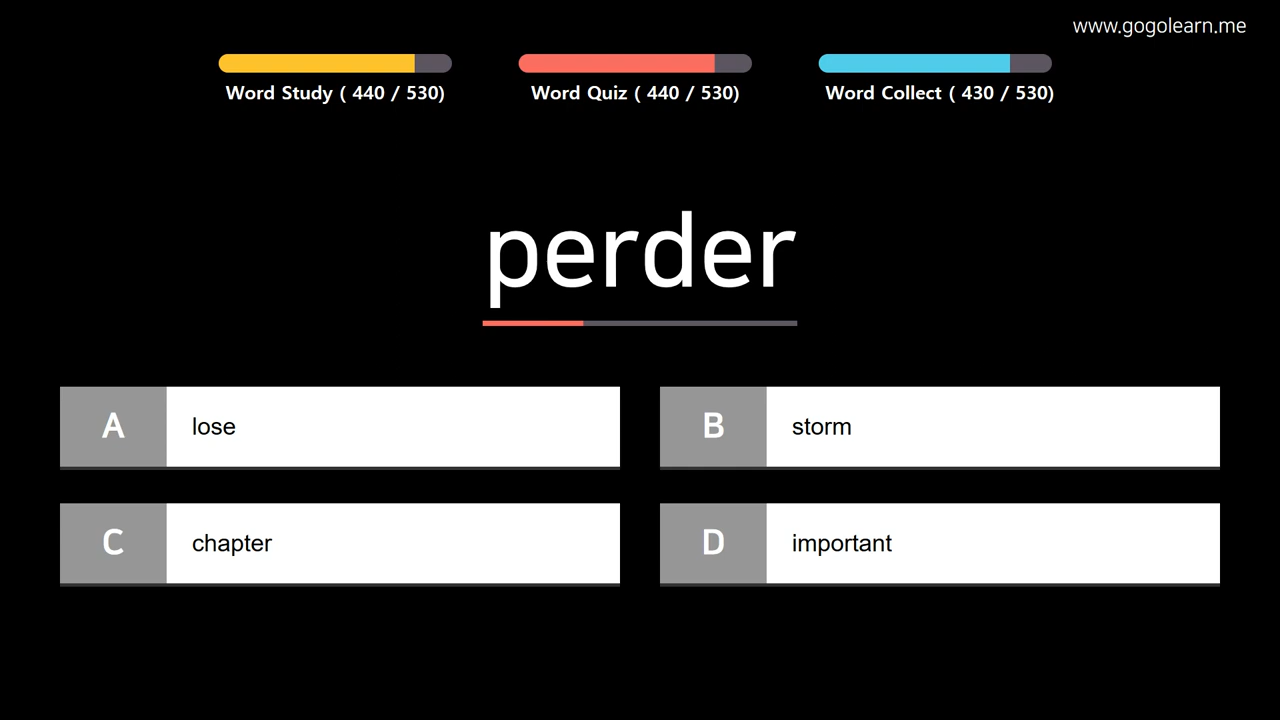 www.gogolearn.me
Word Study ( 440 / 530)
Word Quiz ( 440 / 530)
Word Collect ( 430 / 530)
perder
A lose
B storm
C chapter
D important